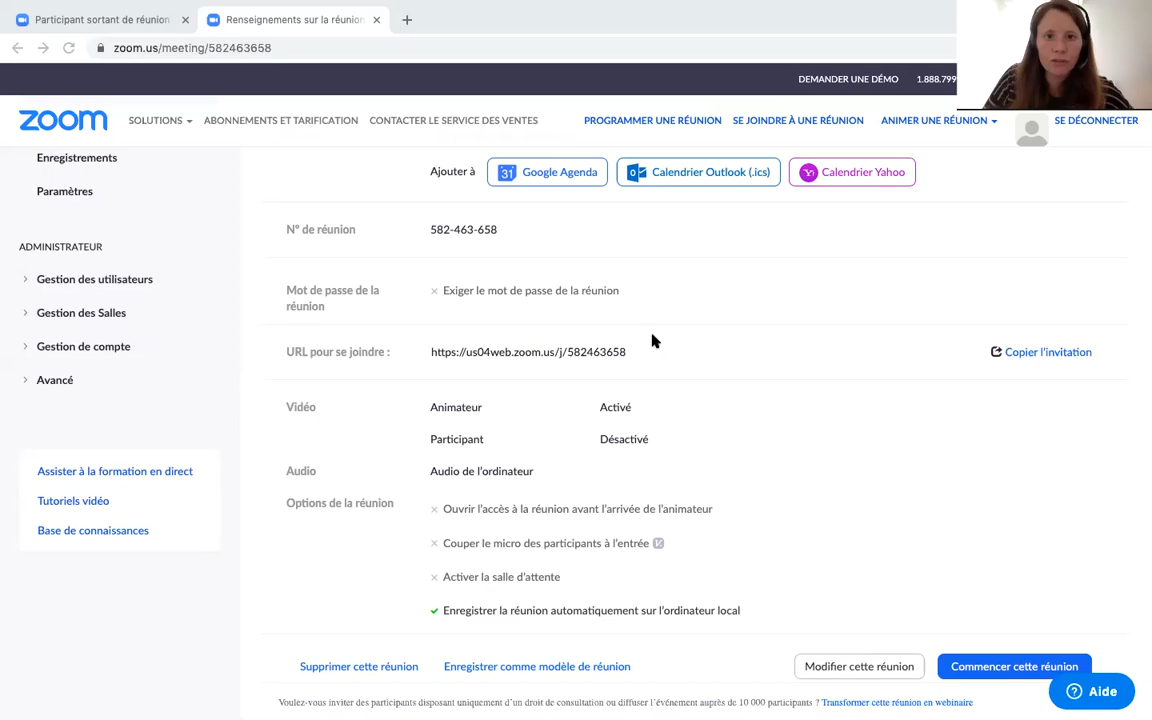 Participant sortant de réunion
Renseignements sur la réunion
zoom.us/meeting/582463658
DEMANDER UNE DÉMO 1.888.799
zoom SOLUTIONS ABONNEMENTS ET TARIFICATION CONTACTER LE SERVICE DES VENTES PROGRAMMER UNE RÉUNION SE JOINDRE À UNE RÉUNION ANIMER UNE RÉUNION SE DÉCONNECTER
Enregistrements
Paramètres
ADMINISTRATEUR
Gestion des utilisateurs
Gestion des Salles
Gestion de compte
Avancé
Assister à la formation en direct
Tutoriels vidéo
Base de connaissances
Ajouter à 31 Google Agenda Calendrier Outlook (.ics) Calendrier Yahoo
N° de réunion 582-463-658
Mot de passe de la
réunion
Exiger le mot de passe de la réunion
URL pour se joindre : https://us04web.zoom.us/j/582463658 Copier l'invitation
Vidéo Animateur Activé
Participant Désactivé
Audio Audio de l'ordinateur
Options de la réunion Ouvrir l'accès à la réunion avant l'arrivée de l'animateur
Couper le micro des participants à l'entrée
Activer la salle d'attente
Enregistrer la réunion automatiquement sur l'ordinateur local
Supprimer cette réunion Enregistrer comme modèle de réunion Modifier cette réunion Commencer cette réunion
Aide
Voulez-vous inviter des participants disposant uniquement d'un droit de consultation ou diffuser l'événement auprès de 10 000 participants ? Transformer cette réunion en webinaire